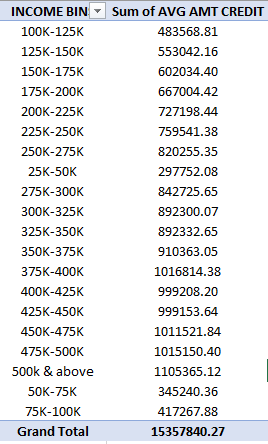 INCOME BINS Sum of AVG AMT CREDIT
100K-125K 483568.81
125K-150K 553042.16
150K-175K 602034.40
175K-200K 667004.42
200K-225K 727198.44
225K-250K 759541.38
250K-275K 820255.35
25K-50K 297752.08
275K-300K 842725.65
300K-325K 892300.07
325K-350K 892332.65
350K-375K 910363.05
375K-400K 1016814.38
400K-425K 999208.20
425K-450K 999153.64
450K-475K 1011521.84
475K-500K 1015150.40
500k & above 1105365.12
50K-75K 345240.36
75K-100K 417267.88
Grand Total 15357840.27